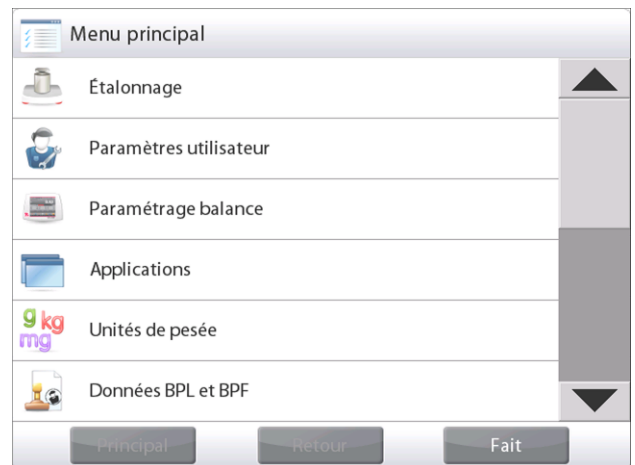 Menu principal
Étalonnage
Paramètres utilisateur
Paramétrage balance
Applications
g kg
mg
Unités de pesée
Données BPL et BPF
Principal Retour Fait